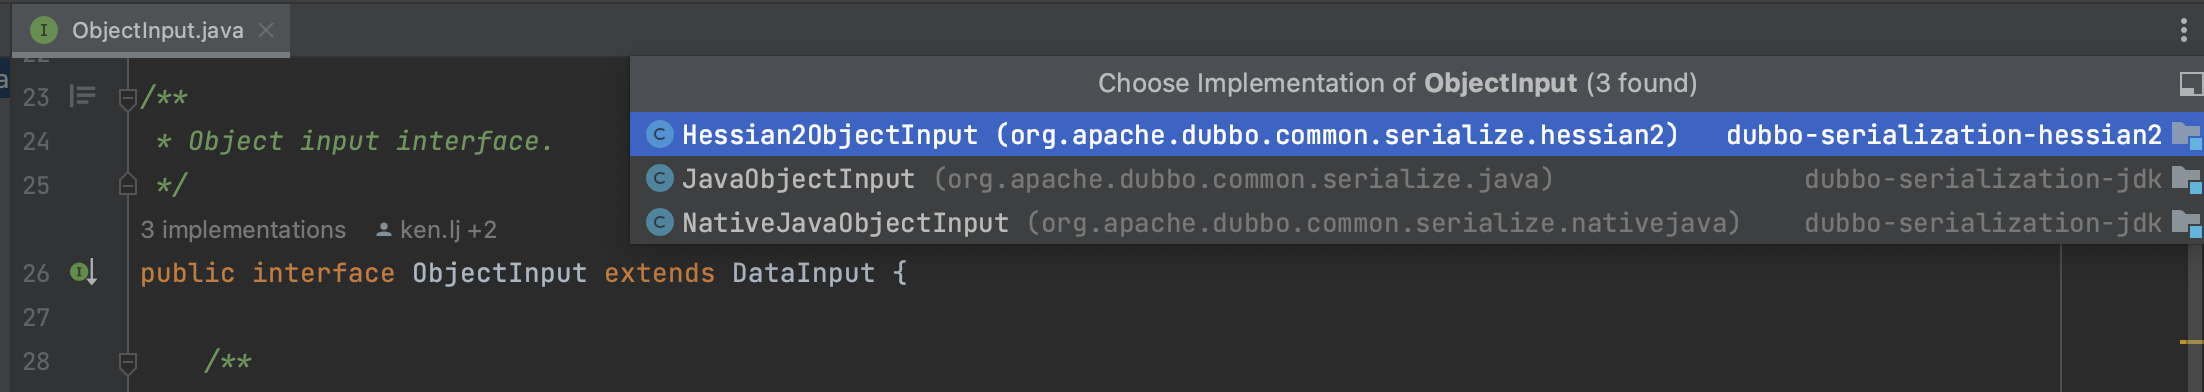 ObjectInput.java
Choose Implementation of ObjectInput (3 found)
Hessian2ObjectInput (org.apache.dubbo.common.serialize.hessian2) dubbo-serialization-hessian2
JavaObjectInput (org.apache.dubbo.common.serialize.java) dubbo-serialization-jdk
NativeJavaObjectInput (org.apache.dubbo.common.serialize.nativejava) dubbo-serialization-jdk
a
22
23 /**
24 * Object input interface.
25 */
3 implementations ken.lj +2
26 public interface ObjectInput extends DataInput {
27
28 /**